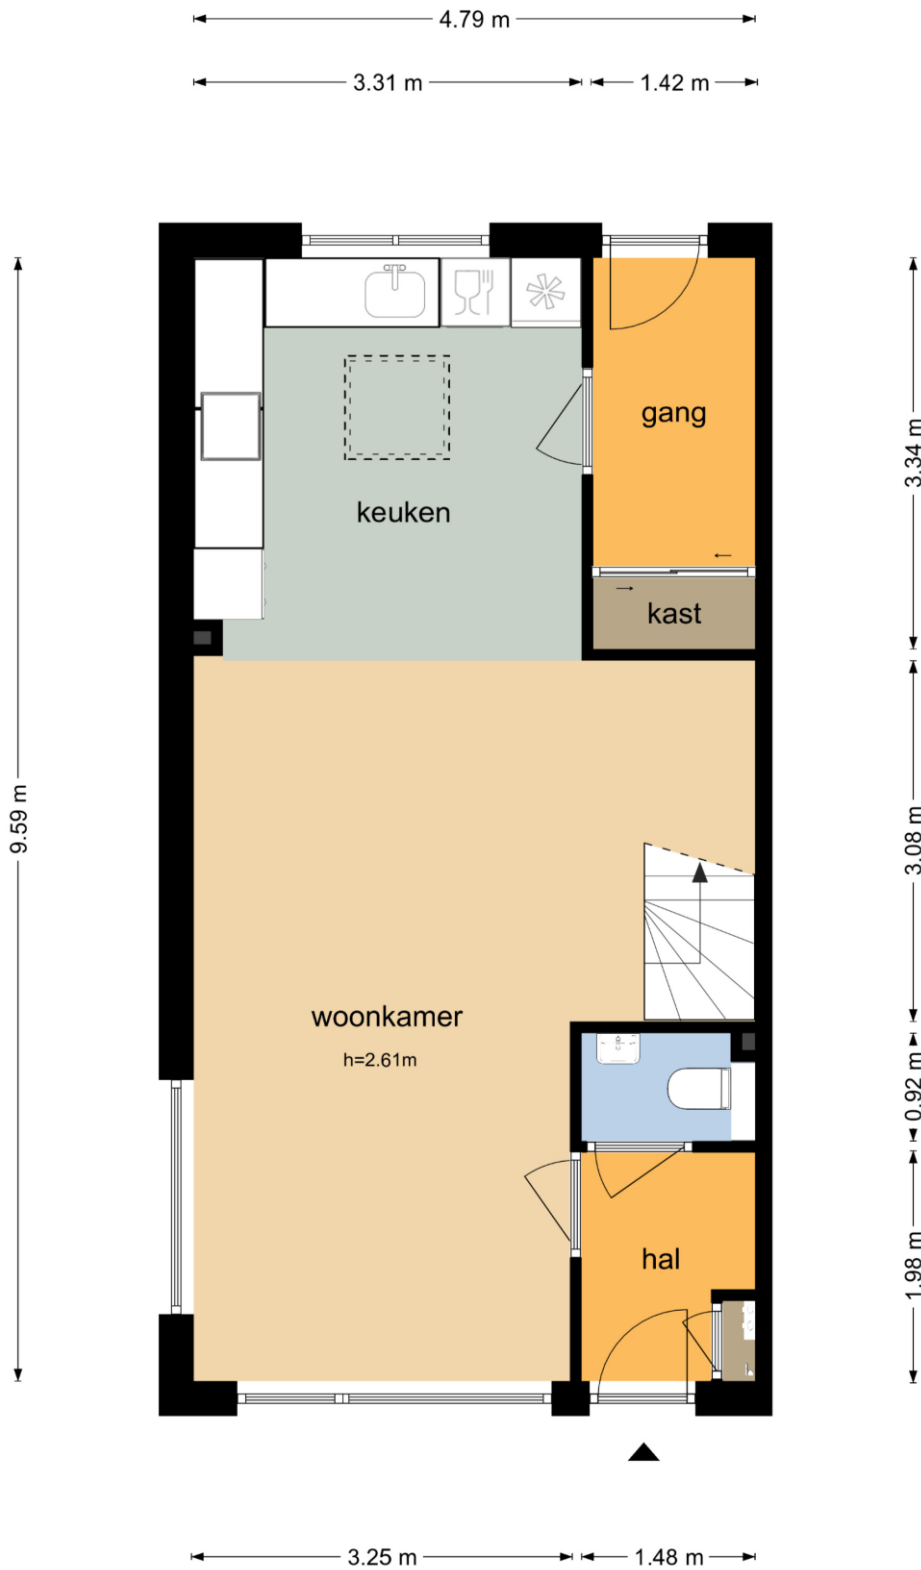 4.79 m
3.31 m
1.42 m
gang
3.34 m
keuken
kast
9.59 m
3.08 m
woonkamer
h=2.61m
0.92 m
hal
1.98 m
3.25 m
1.48 m